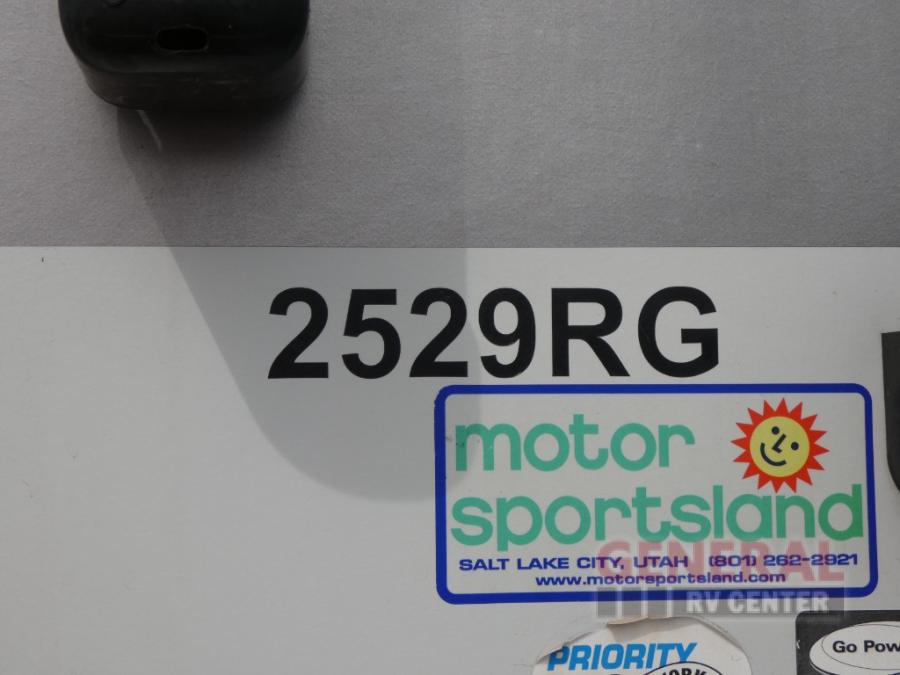 2529RG
motor
sportsland
SALT LAKE CITY, UTAH (801) 262-2921
www.motorsportsland.com
GENERAL
RV CENTER
PRIORITY
Go Pow